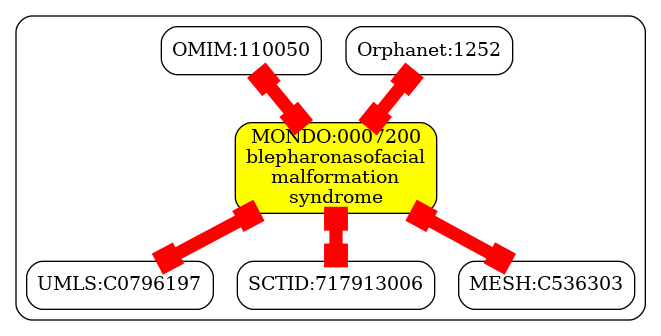 OMIM:110050
Orphanet:1252
MONDO:0007200
blepharonasofacial
malformation
syndrome
UMLS:C0796197
SCTID:717913006
MESH:C536303